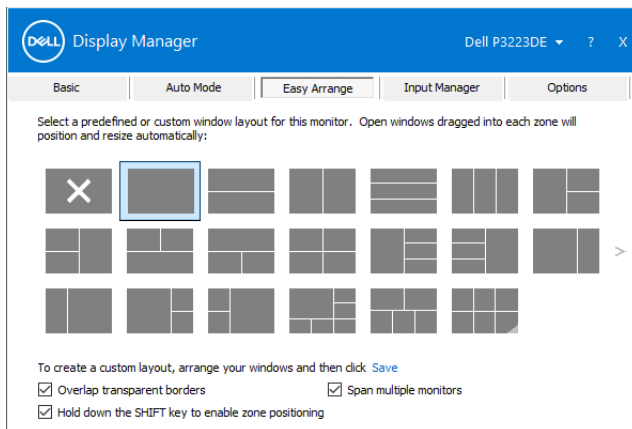 DELL Display Manager Dell P3223DE ? X
Basic Auto Mode Easy Arrange Input Manager Options
Select a predefined or custom window layout for this monitor. Open windows dragged into each zone will
position and resize automatically:
>
To create a custom layout, arrange your windows and then click Save
Overlap transparent borders Span multiple monitors
Hold down the SHIFT key to enable zone positioning